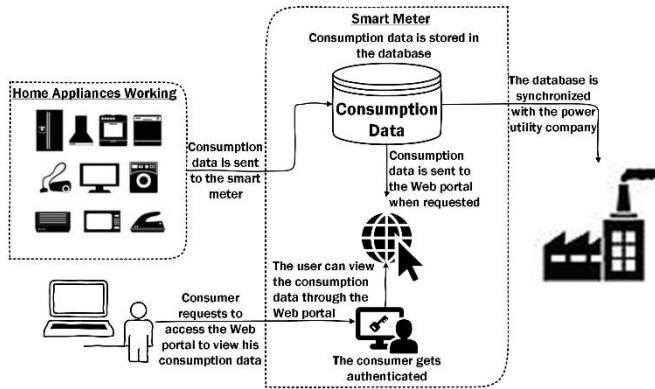 Smart Meter
Consumption data is stored in
the database
Home Appliances Working
Consumption
Data
The database is
synchronized
with the power
utility company
Consumption
data is sent
to the smart
meter
Consumption
data is sent to
the Web portal
when requested
The user can view
the consumption
data through the
Web portal
Consumer
requests to
access the Web
portal to view his
consumption data
The consumer gets
authenticated